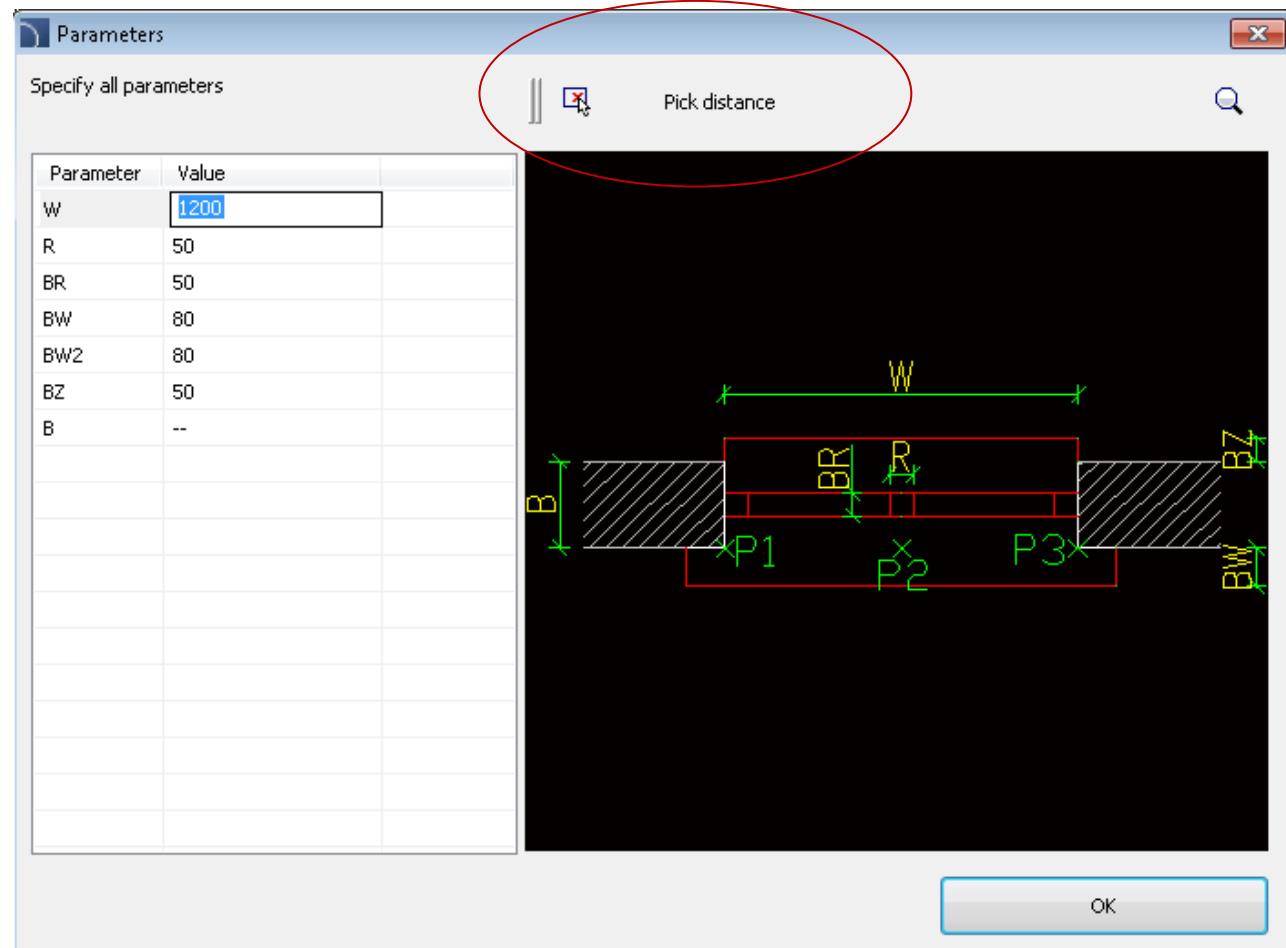 Parameters
Specify all parameters
Pick distance
Parameter Value
W 1200
R 50
BR 50
BW 80
BW2 80
BZ 50
B --
W
BR R BZ
B
P1 P2 P3 BW
OK